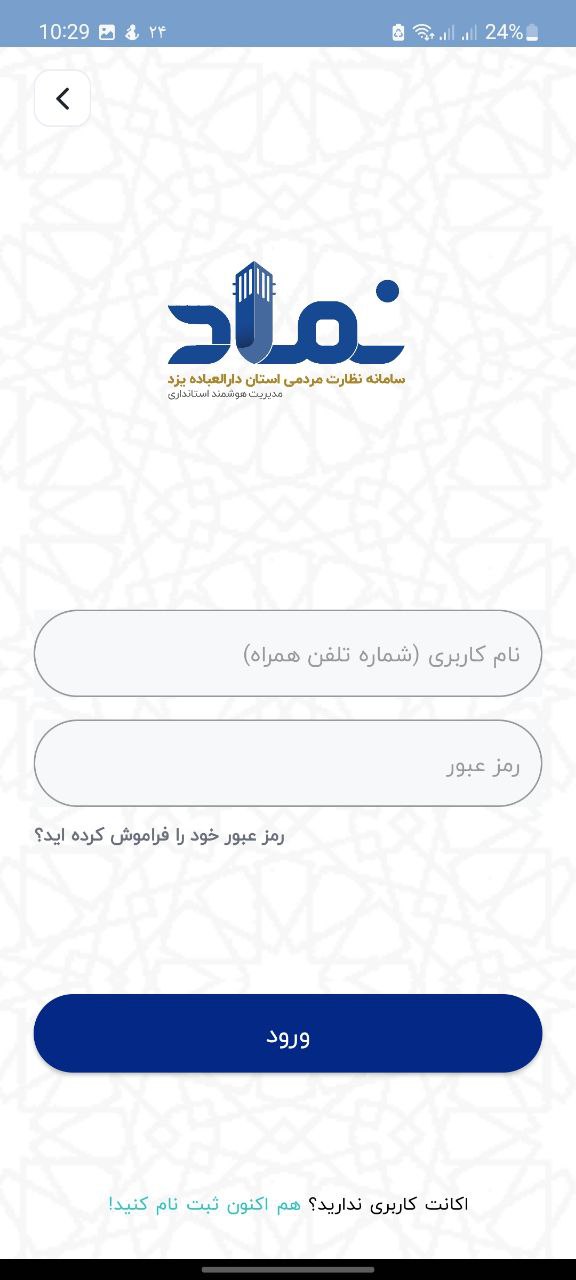 10:29 ۲۴ 24%
نماد
سامانه نظارت مردمی استان دارالعباده یزد
مدیریت هوشمند استانداری
نام کاربری (شماره تلفن همراه)
رمز عبور
رمز عبور خود را فراموش کرده اید؟
ورود
اکانت کاربری ندارید؟ هم اکنون ثبت نام کنید!